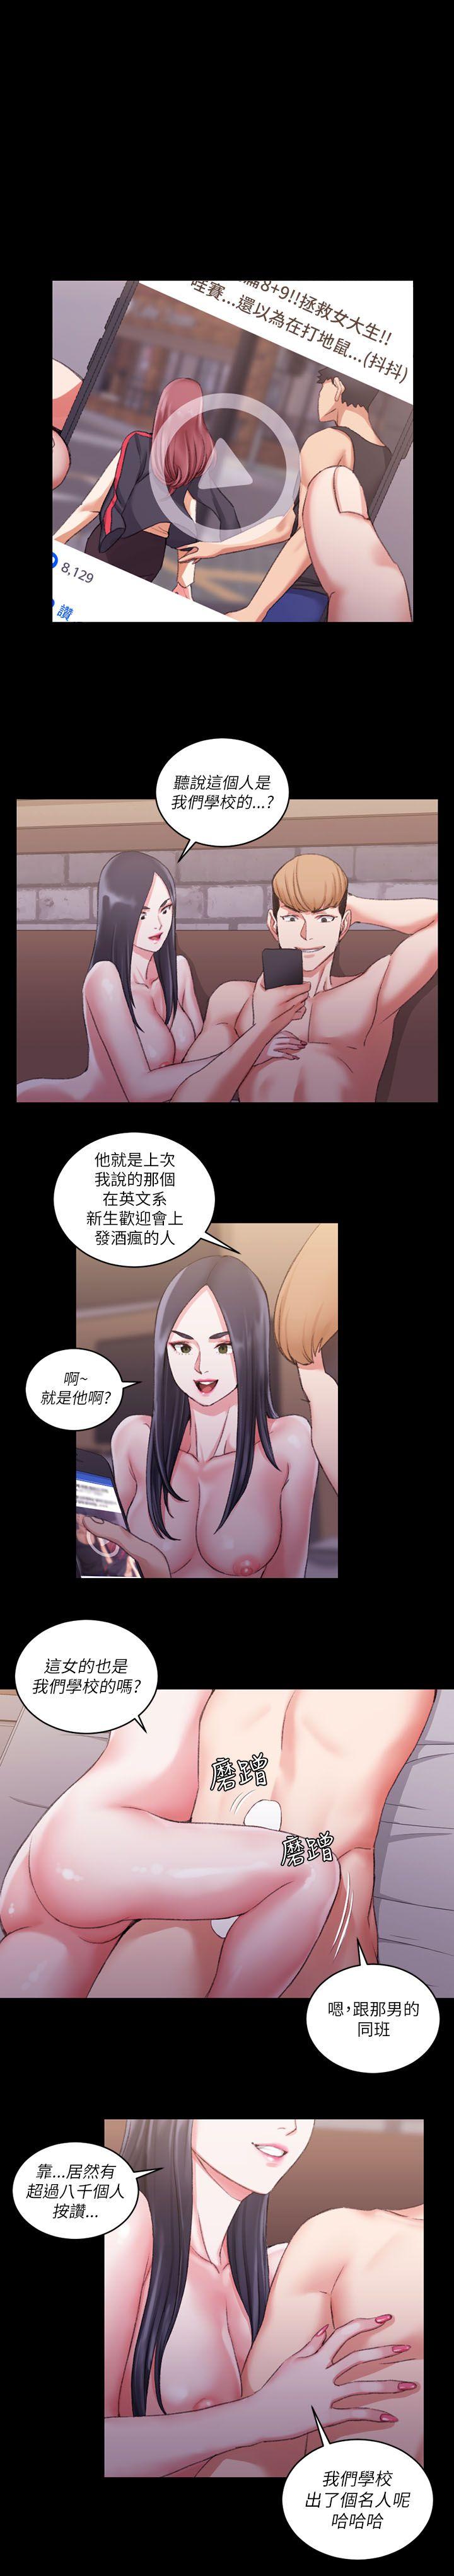 8+9!!拯救女大生!!
哇賽...還以為在打地鼠...(抖抖)
8,129
讚
聽說這個人是
我們學校的...?
他就是上次
我說的那個
在英文系
新生歡迎會上
發酒瘋的人
啊~
就是他啊?
這女的也是
我們學校的嗎?
磨蹭
磨蹭
嗯,跟那男的
同班
靠...居然有
超過八千個人
按讚...
我們學校
出了個名人呢
哈哈哈